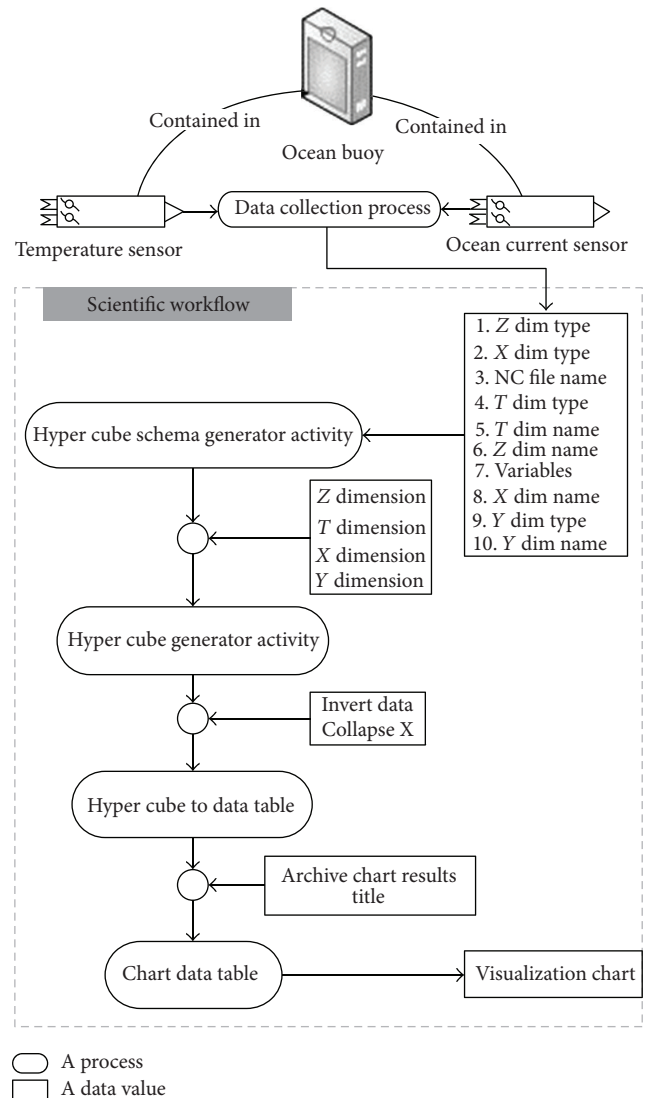 Contained in
Contained in
Ocean buoy
Data collection process
Temperature sensor
Ocean current sensor
Scientific workflow
1. Z dim type
2. X dim type
3. NC file name
4. T dim type
5. T dim name
6. Z dim name
7. Variables
8. X dim name
9. Y dim type
10. Y dim name
Hyper cube schema generator activity
Z dimension
T dimension
X dimension
Y dimension
Hyper cube generator activity
Invert data
Collapse X
Hyper cube to data table
Archive chart results
title
Chart data table
Visualization chart
A process
A data value